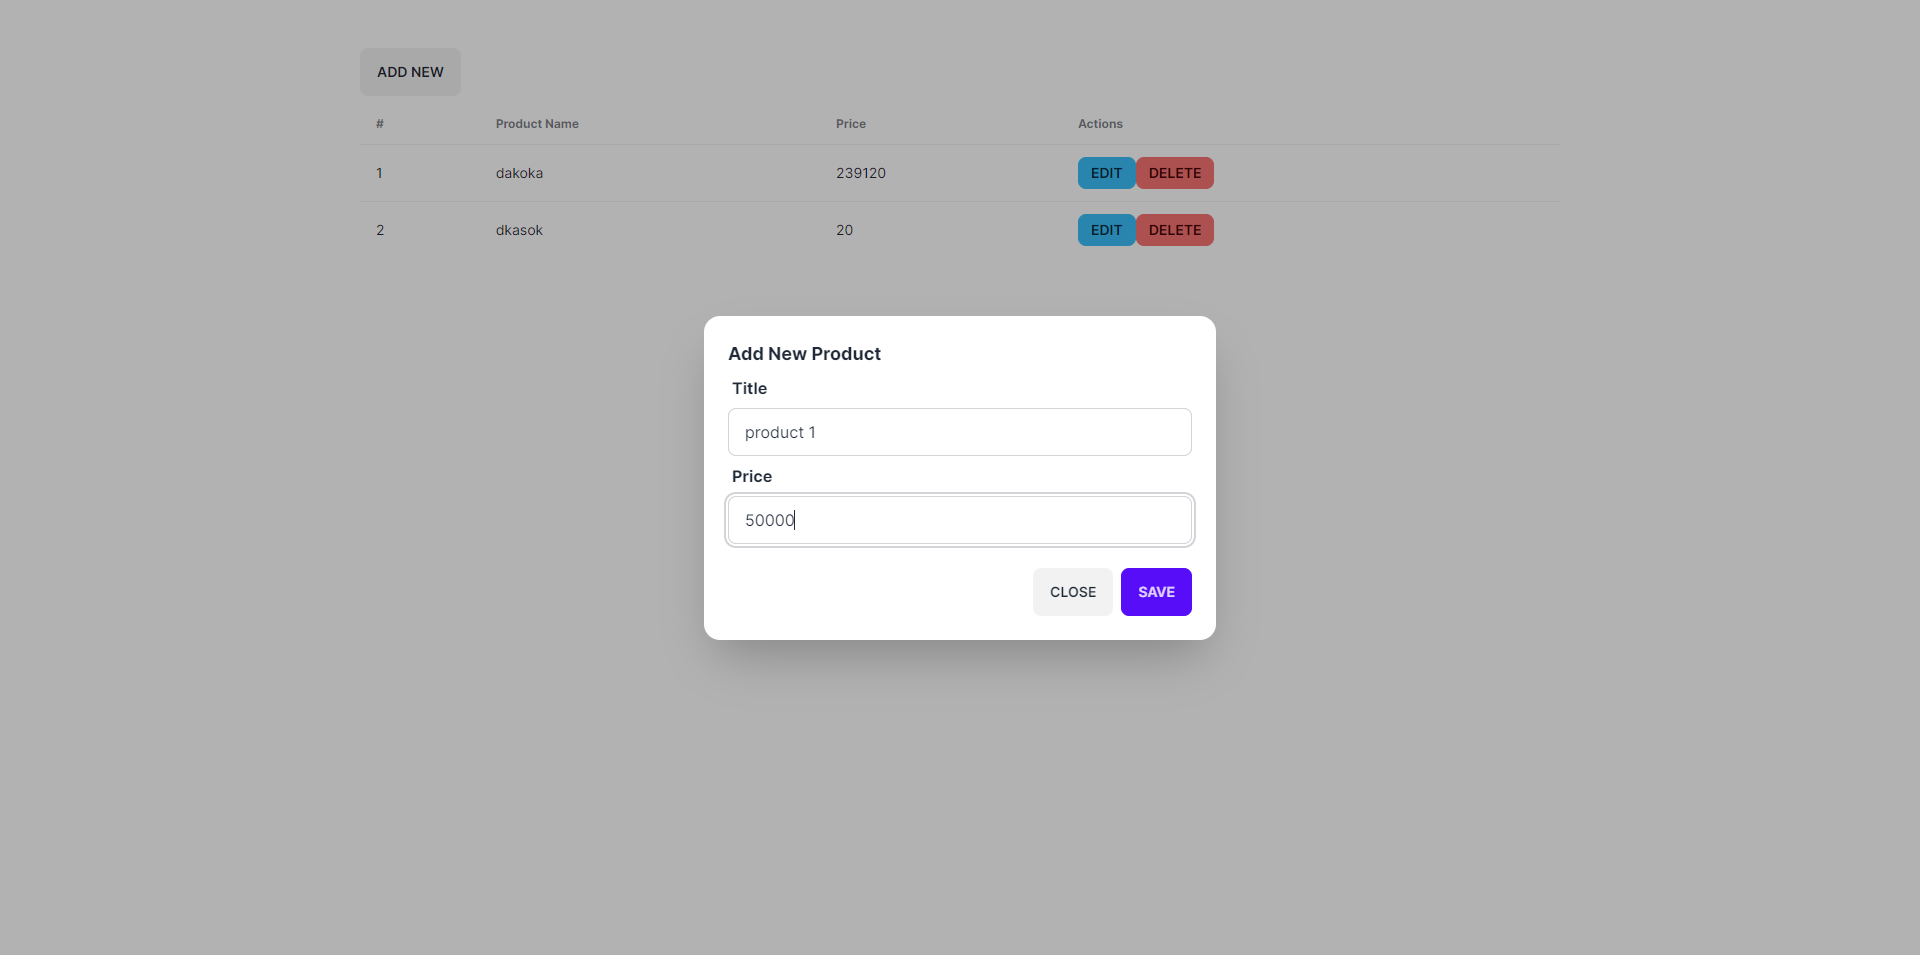 ADD NEW
# Product Name Price Actions
1 dakoka 239120 EDIT DELETE
2 dkasok 20 EDIT DELETE
Add New Product
Title
product 1
Price
50000
CLOSE SAVE